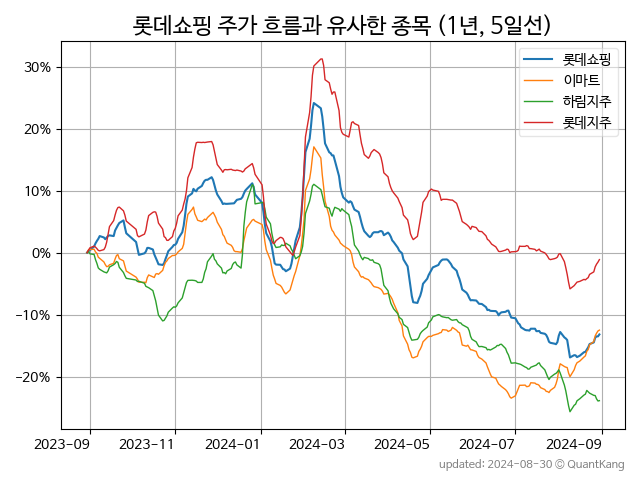 롯데쇼핑 주가 흐름과 유사한 종목 (1년, 5일선)
롯데쇼핑
이마트
하림지주
롯데지주
30%
20%
10%
0%
−10%
−20%
2023-09 2023-11 2024-01 2024-03 2024-05 2024-07 2024-09
updated: 2024-08-30 © QuantKang